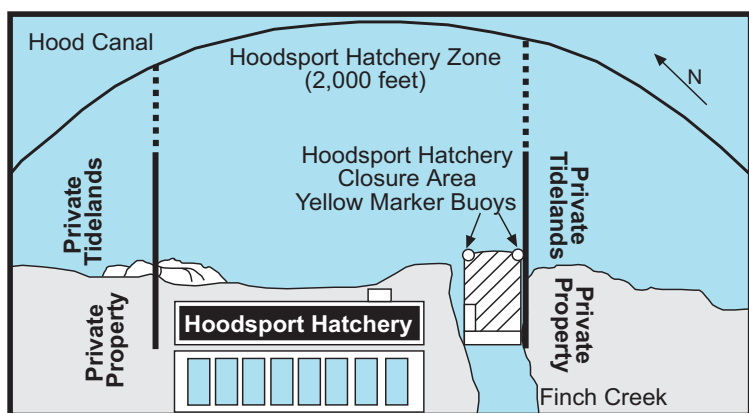 Hood Canal
Hoodsport Hatchery Zone
(2,000 feet)
N
Hoodsport Hatchery
Closure Area
Yellow Marker Buoys
Private
Tidelands
Private
Tidelands
Private
Property
Hoodsport Hatchery
Private
Property
Finch Creek